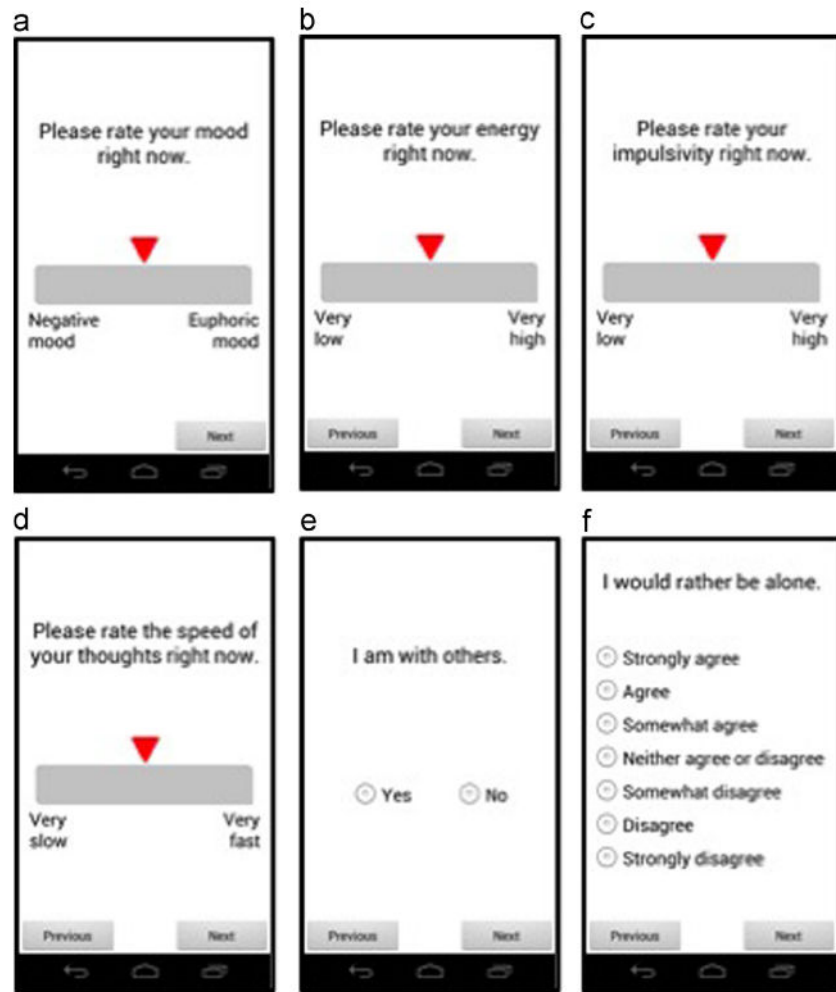 a
Please rate your mood
right now.
Negative
mood
Euphoric
mood
Next
b
Please rate your energy
right now.
Very
low
Very
high
Previous
Next
c
Please rate your
impulsivity right now.
Very
low
Very
high
Previous
Next
d
Please rate the speed of
your thoughts right now.
Very
slow
Very
fast
Previous
Next
e
I am with others.
Yes
No
Previous
Next
f
I would rather be alone.
Strongly agree
Agree
Somewhat agree
Neither agree or disagree
Somewhat disagree
Disagree
Strongly disagree
Previous
Next